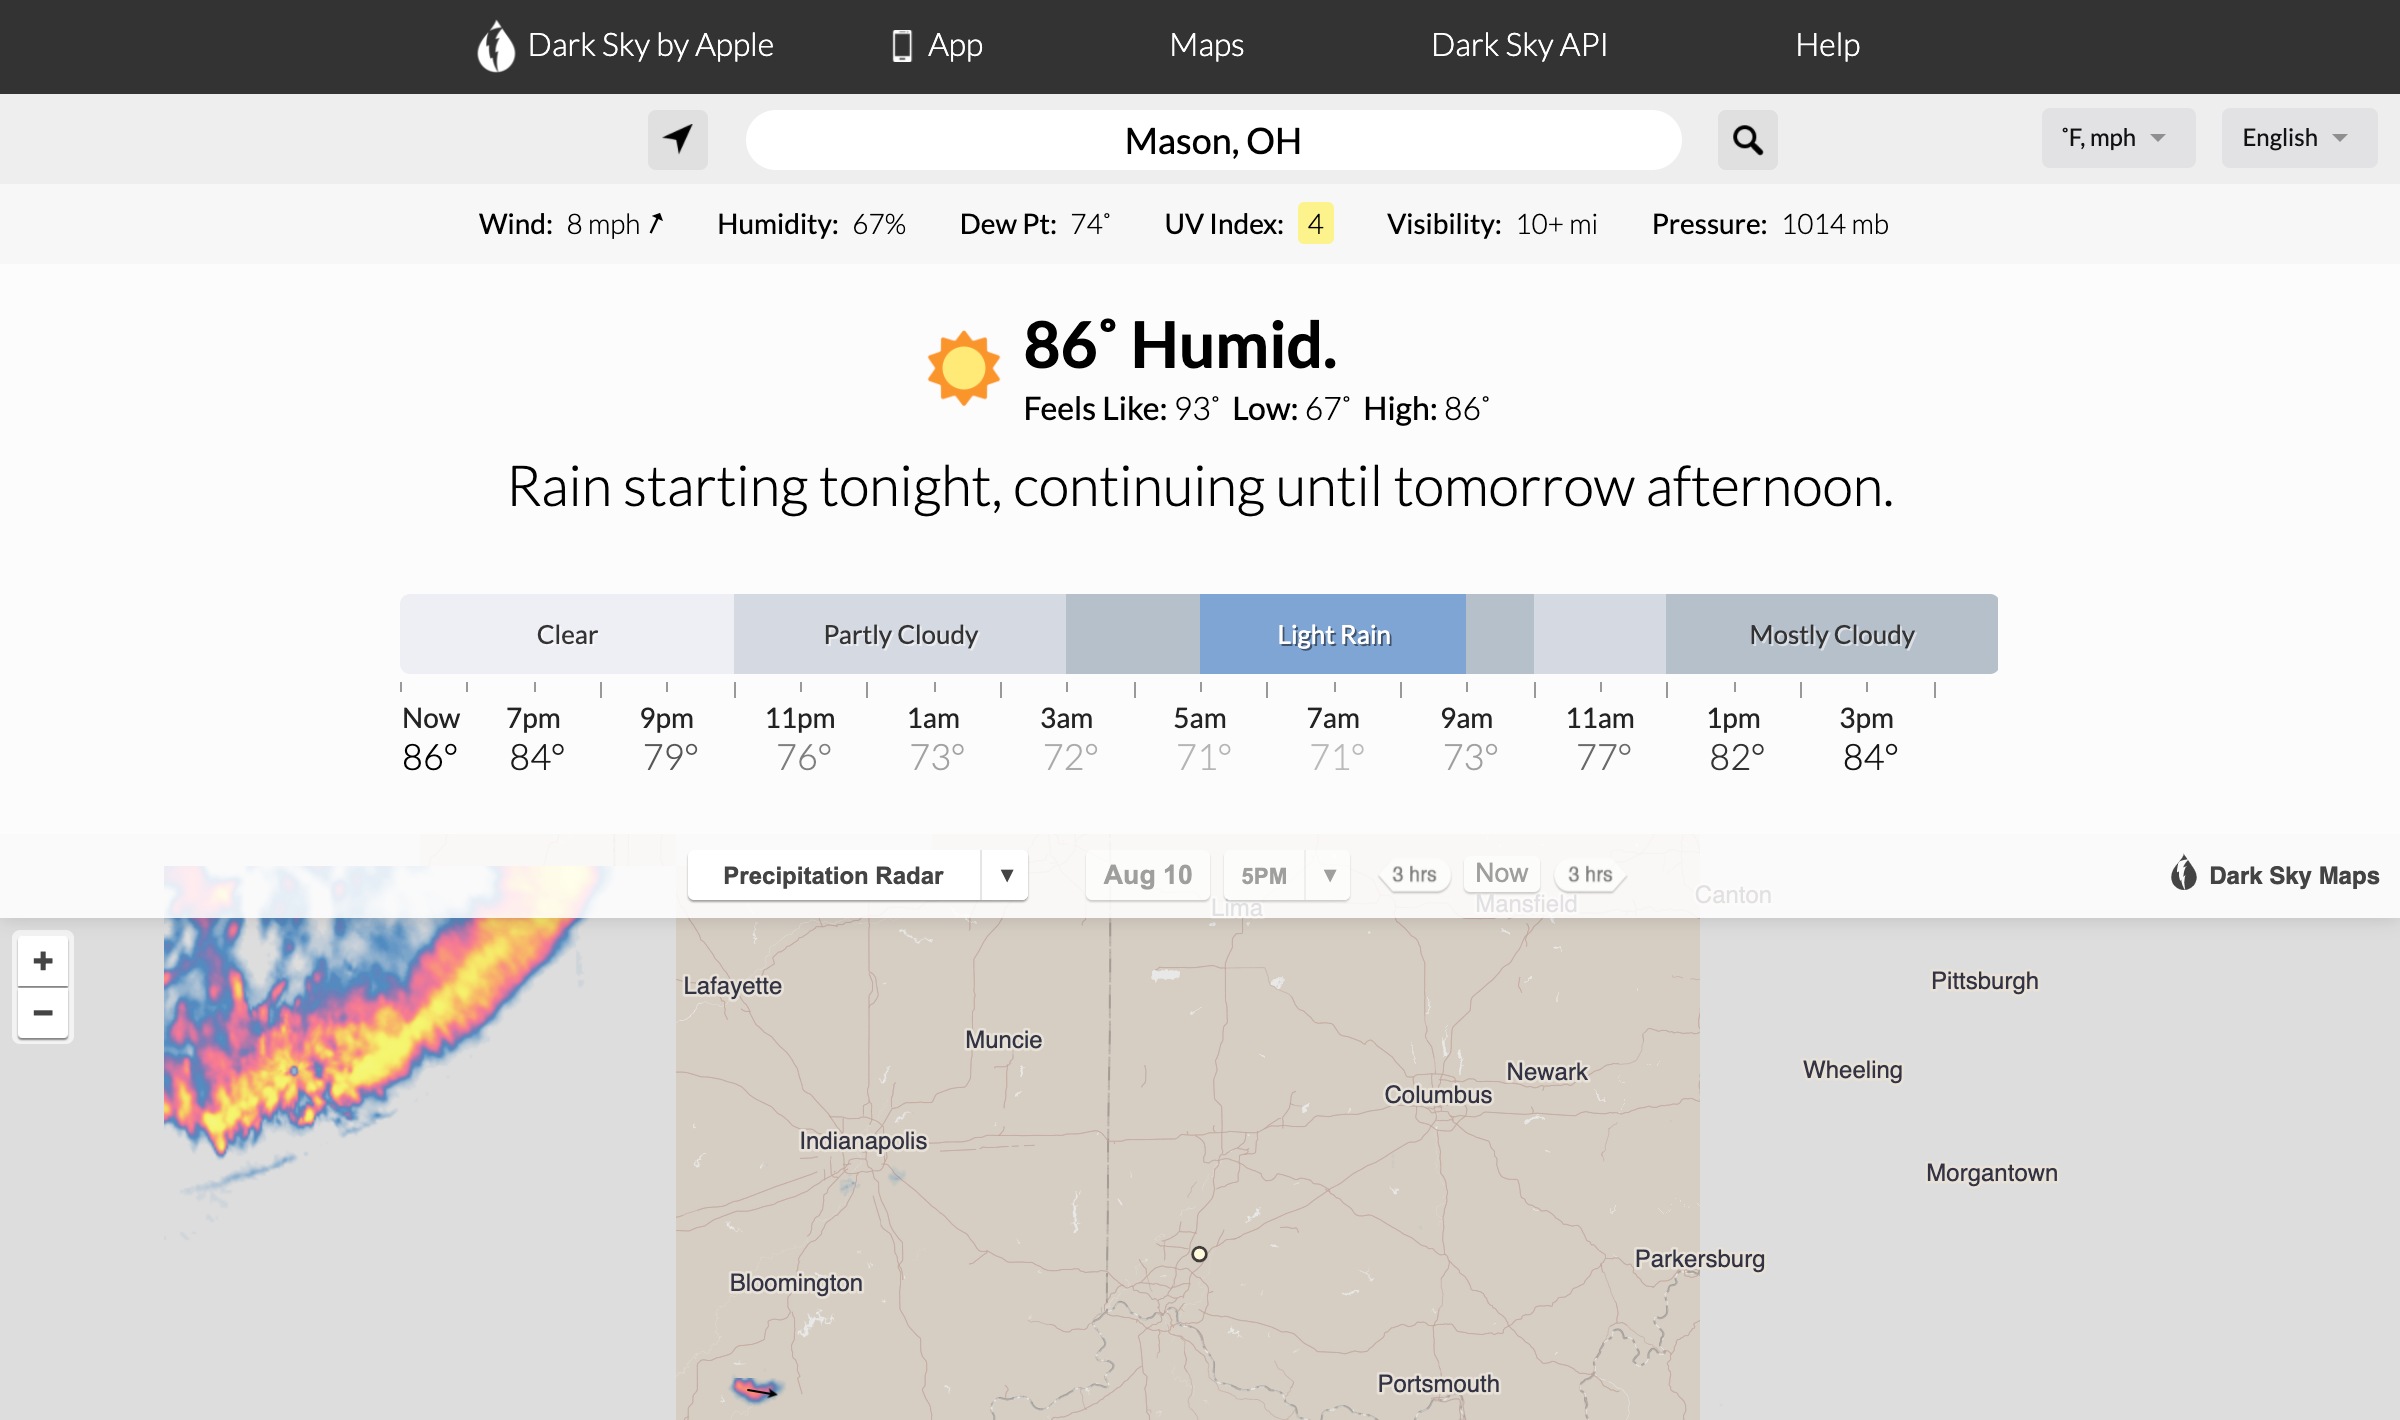 Dark Sky by Apple App Maps Dark Sky API Help
Mason, OH ˚F, mph English
Wind: 8 mph Humidity: 67% Dew Pt: 74˚ UV Index: 4 Visibility: 10+ mi Pressure: 1014 mb
86˚ Humid.
Feels Like: 93˚ Low: 67˚ High: 86˚
Rain starting tonight, continuing until tomorrow afternoon.
Clear Partly Cloudy Light Rain Mostly Cloudy
Now 7pm 9pm 11pm 1am 3am 5am 7am 9am 11am 1pm 3pm
86° 84° 79° 76° 73° 72° 71° 71° 73° 77° 82° 84°
Precipitation Radar ▼ Aug 10 5PM ▼ 3 hrs Now 3 hrs Dark Sky Maps
Lima Mansfield Canton
+
−
Lafayette
Pittsburgh
Muncie
Newark
Wheeling
Columbus
Indianapolis
Morgantown
Parkersburg
Bloomington
Portsmouth